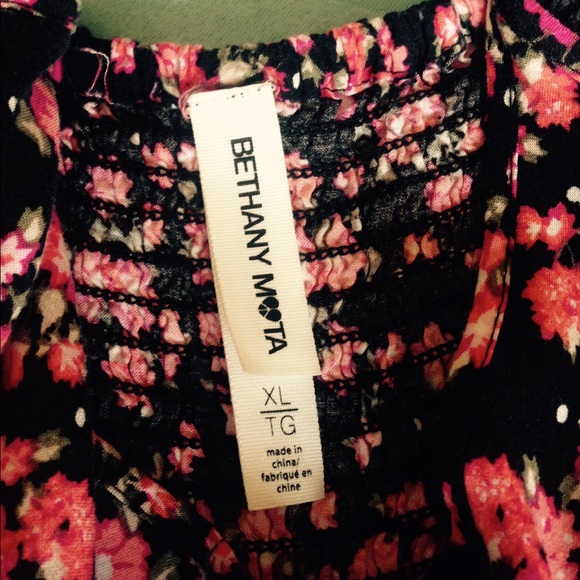 BETHANY MOTA
XL
TG
made in
china/
fabriqué en
chine